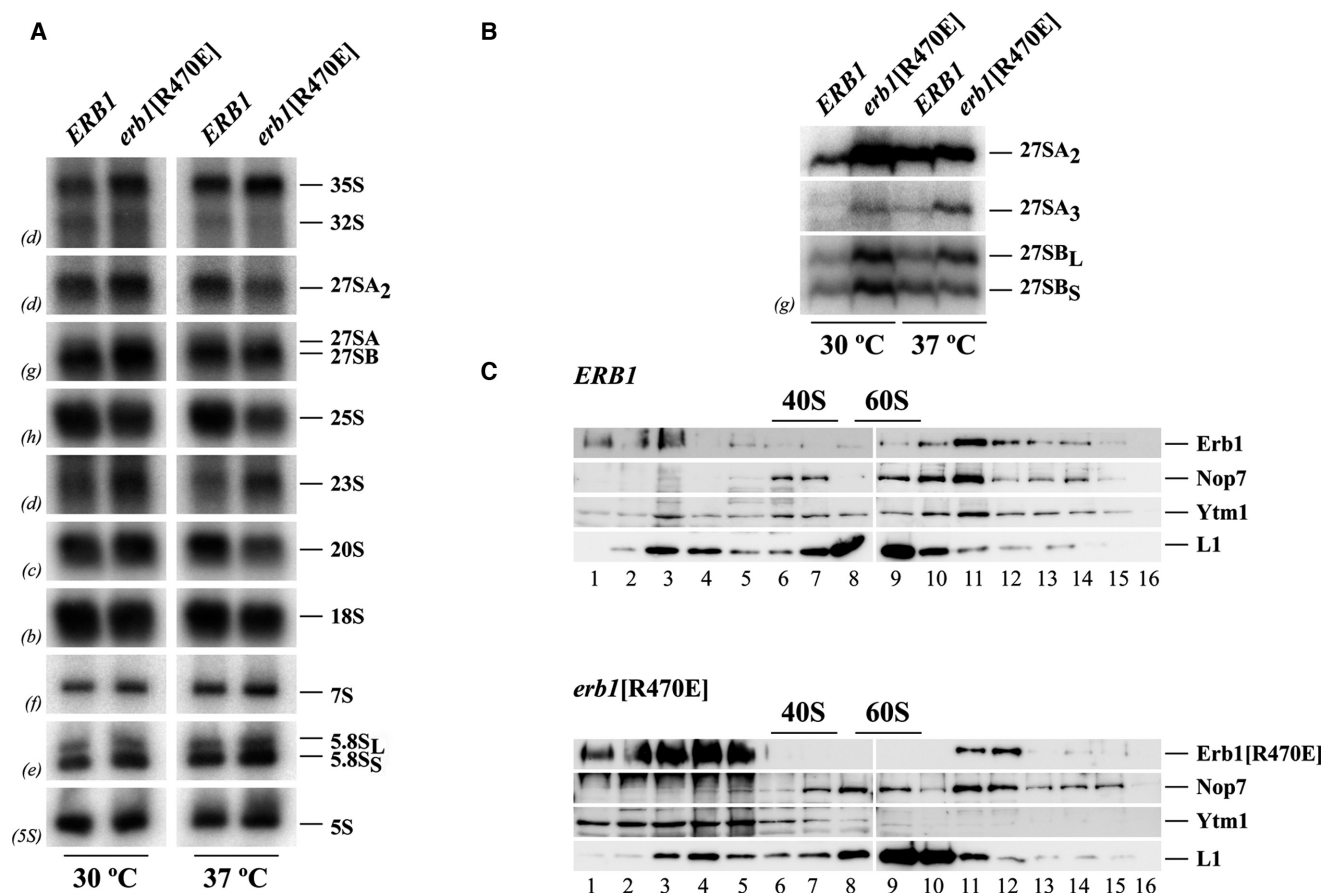 A
ERB1 erb1[R470E] ERB1 erb1[R470E]
35S
32S
(d)
27SA2
(d)
27SA
27SB
(g)
25S
(h)
23S
(d)
20S
(c)
18S
(b)
7S
(f)
5.8SL
5.8SS
(e)
5S
(5S)
30 ºC 37 ºC
B
ERB1 erb1[R470E] ERB1 erb1[R470E]
27SA2
27SA3
27SBL
27SBS
(g)
30 ºC 37 ºC
C
ERB1
40S 60S
Erb1
Nop7
Ytm1
L1
1 2 3 4 5 6 7 8 9 10 11 12 13 14 15 16
erb1[R470E]
40S 60S
Erb1[R470E]
Nop7
Ytm1
L1
1 2 3 4 5 6 7 8 9 10 11 12 13 14 15 16